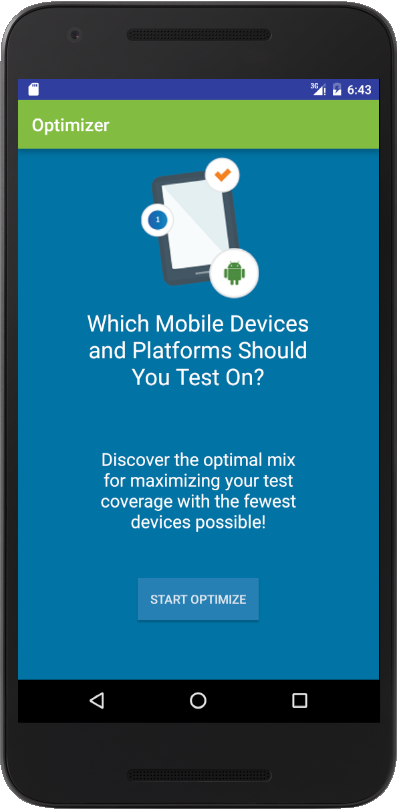 3G 6:43
Optimizer
1
Which Mobile Devices
and Platforms Should
You Test On?
Discover the optimal mix
for maximizing your test
coverage with the fewest
devices possible!
START OPTIMIZE